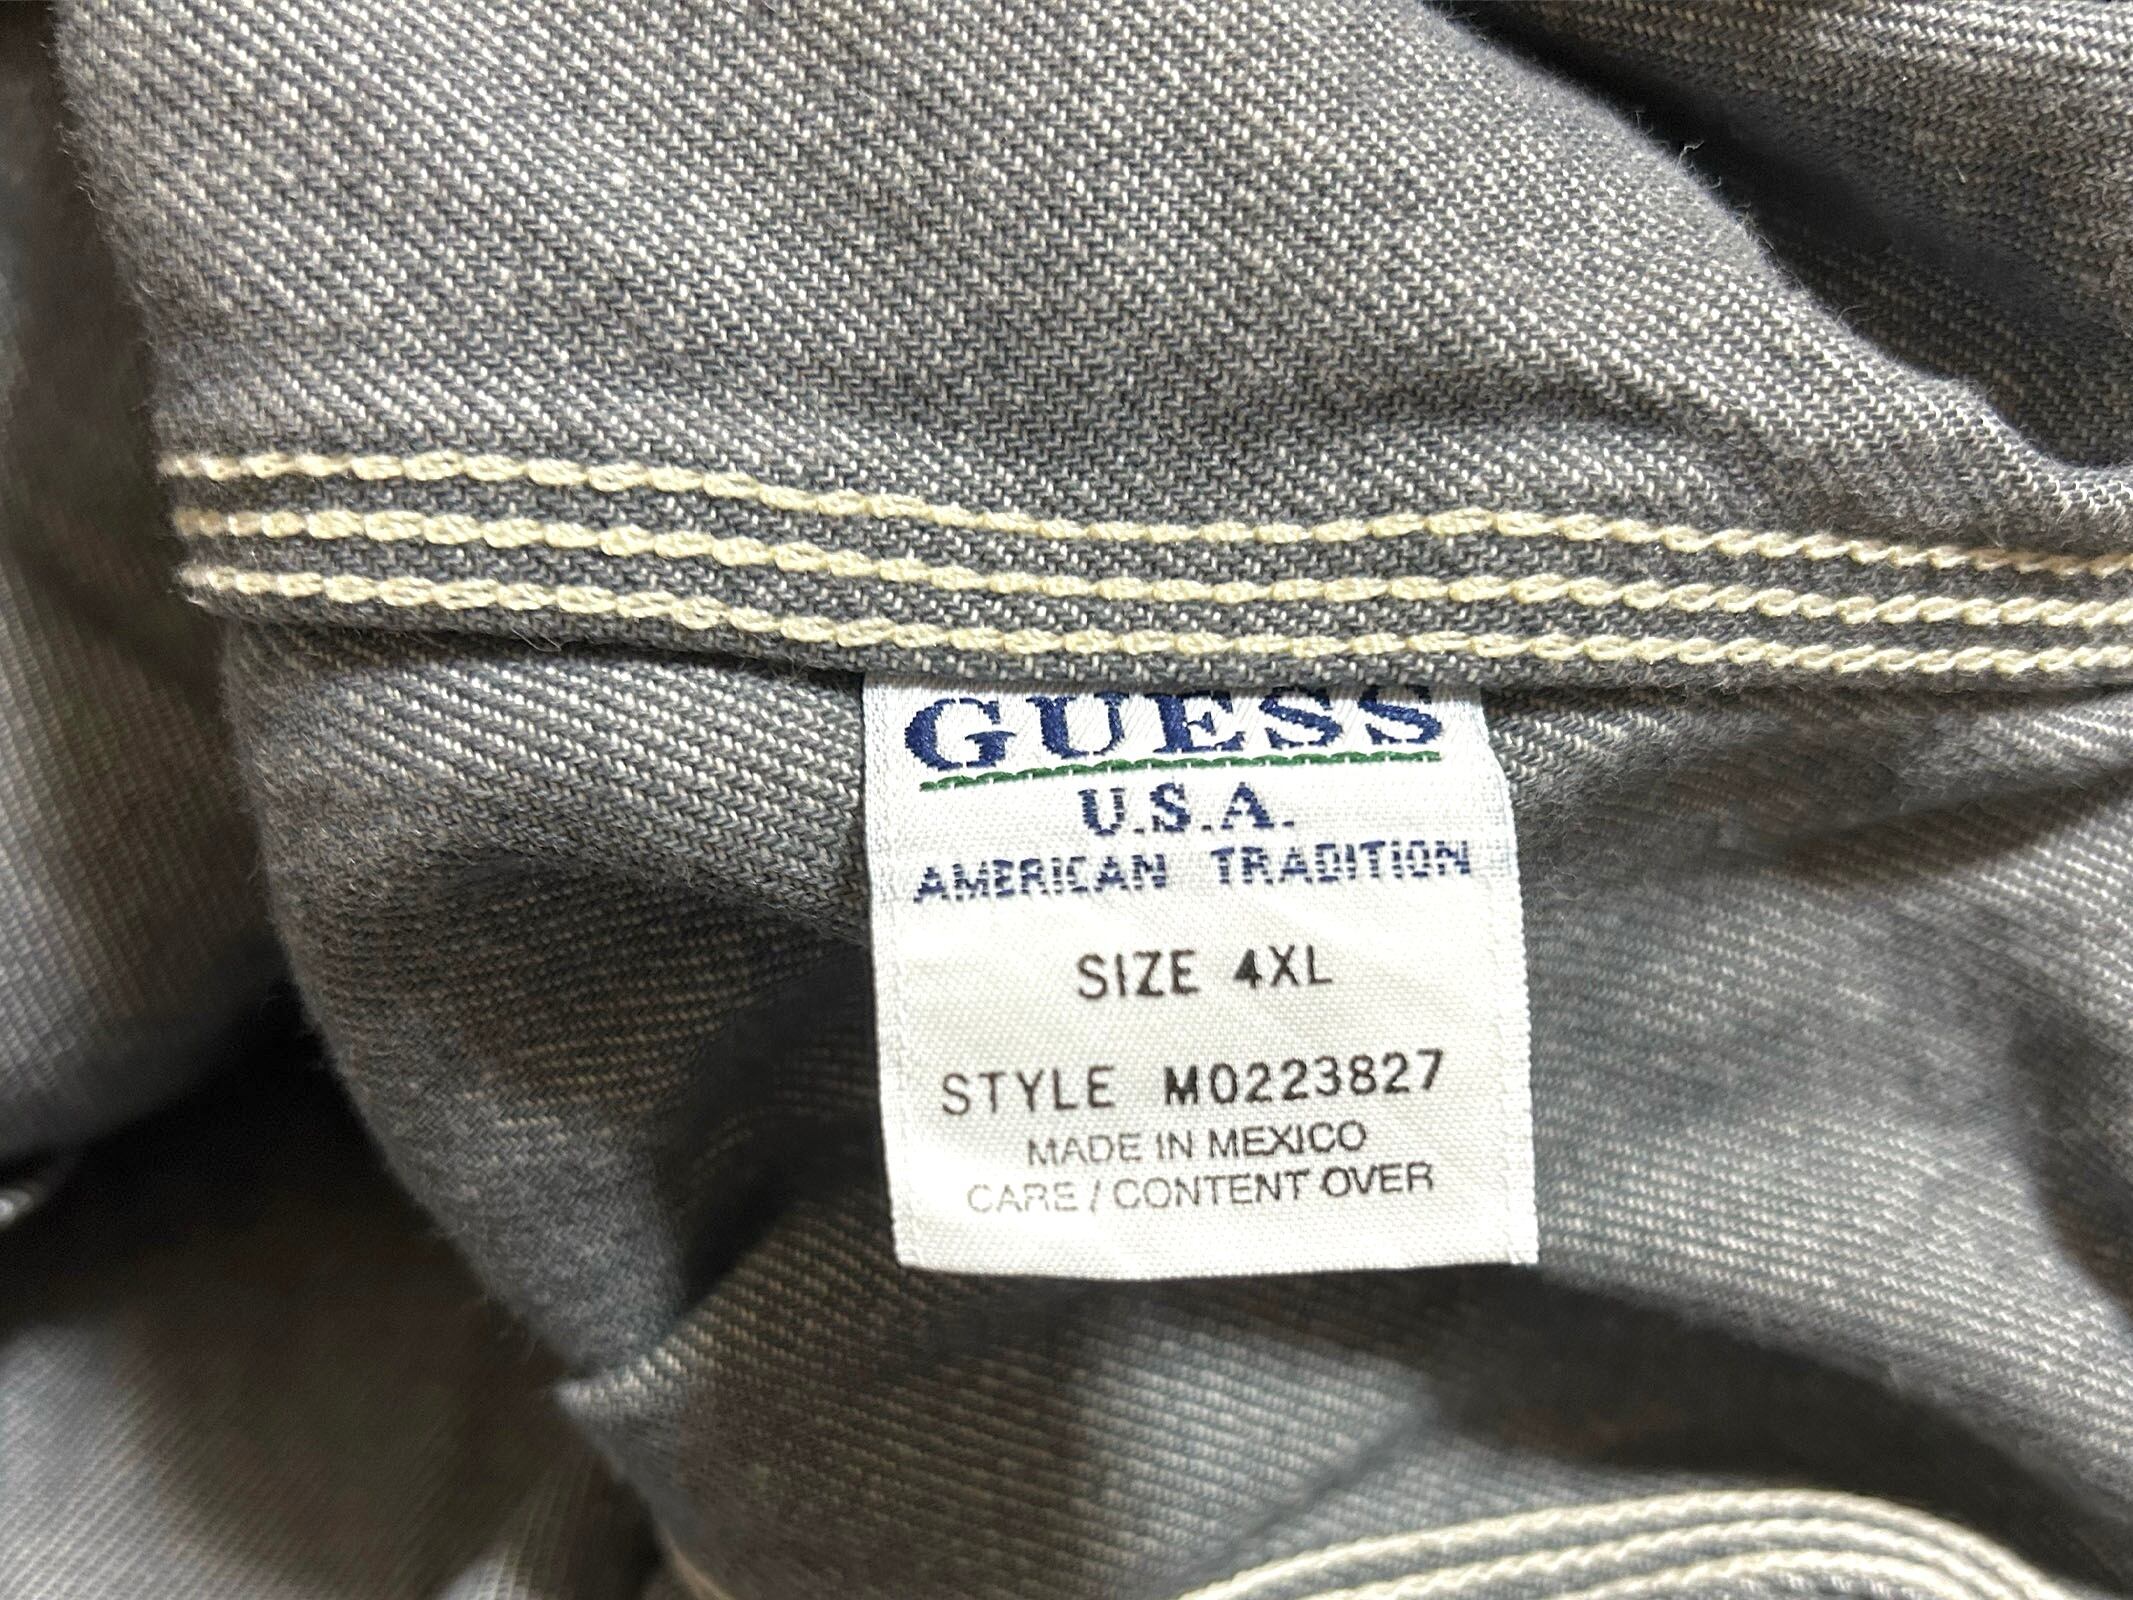 GUESS
U.S.A.
AMERICAN TRADITION
SIZE 4XL
STYLE M0223827
MADE IN MEXICO
CARE / CONTENT OVER